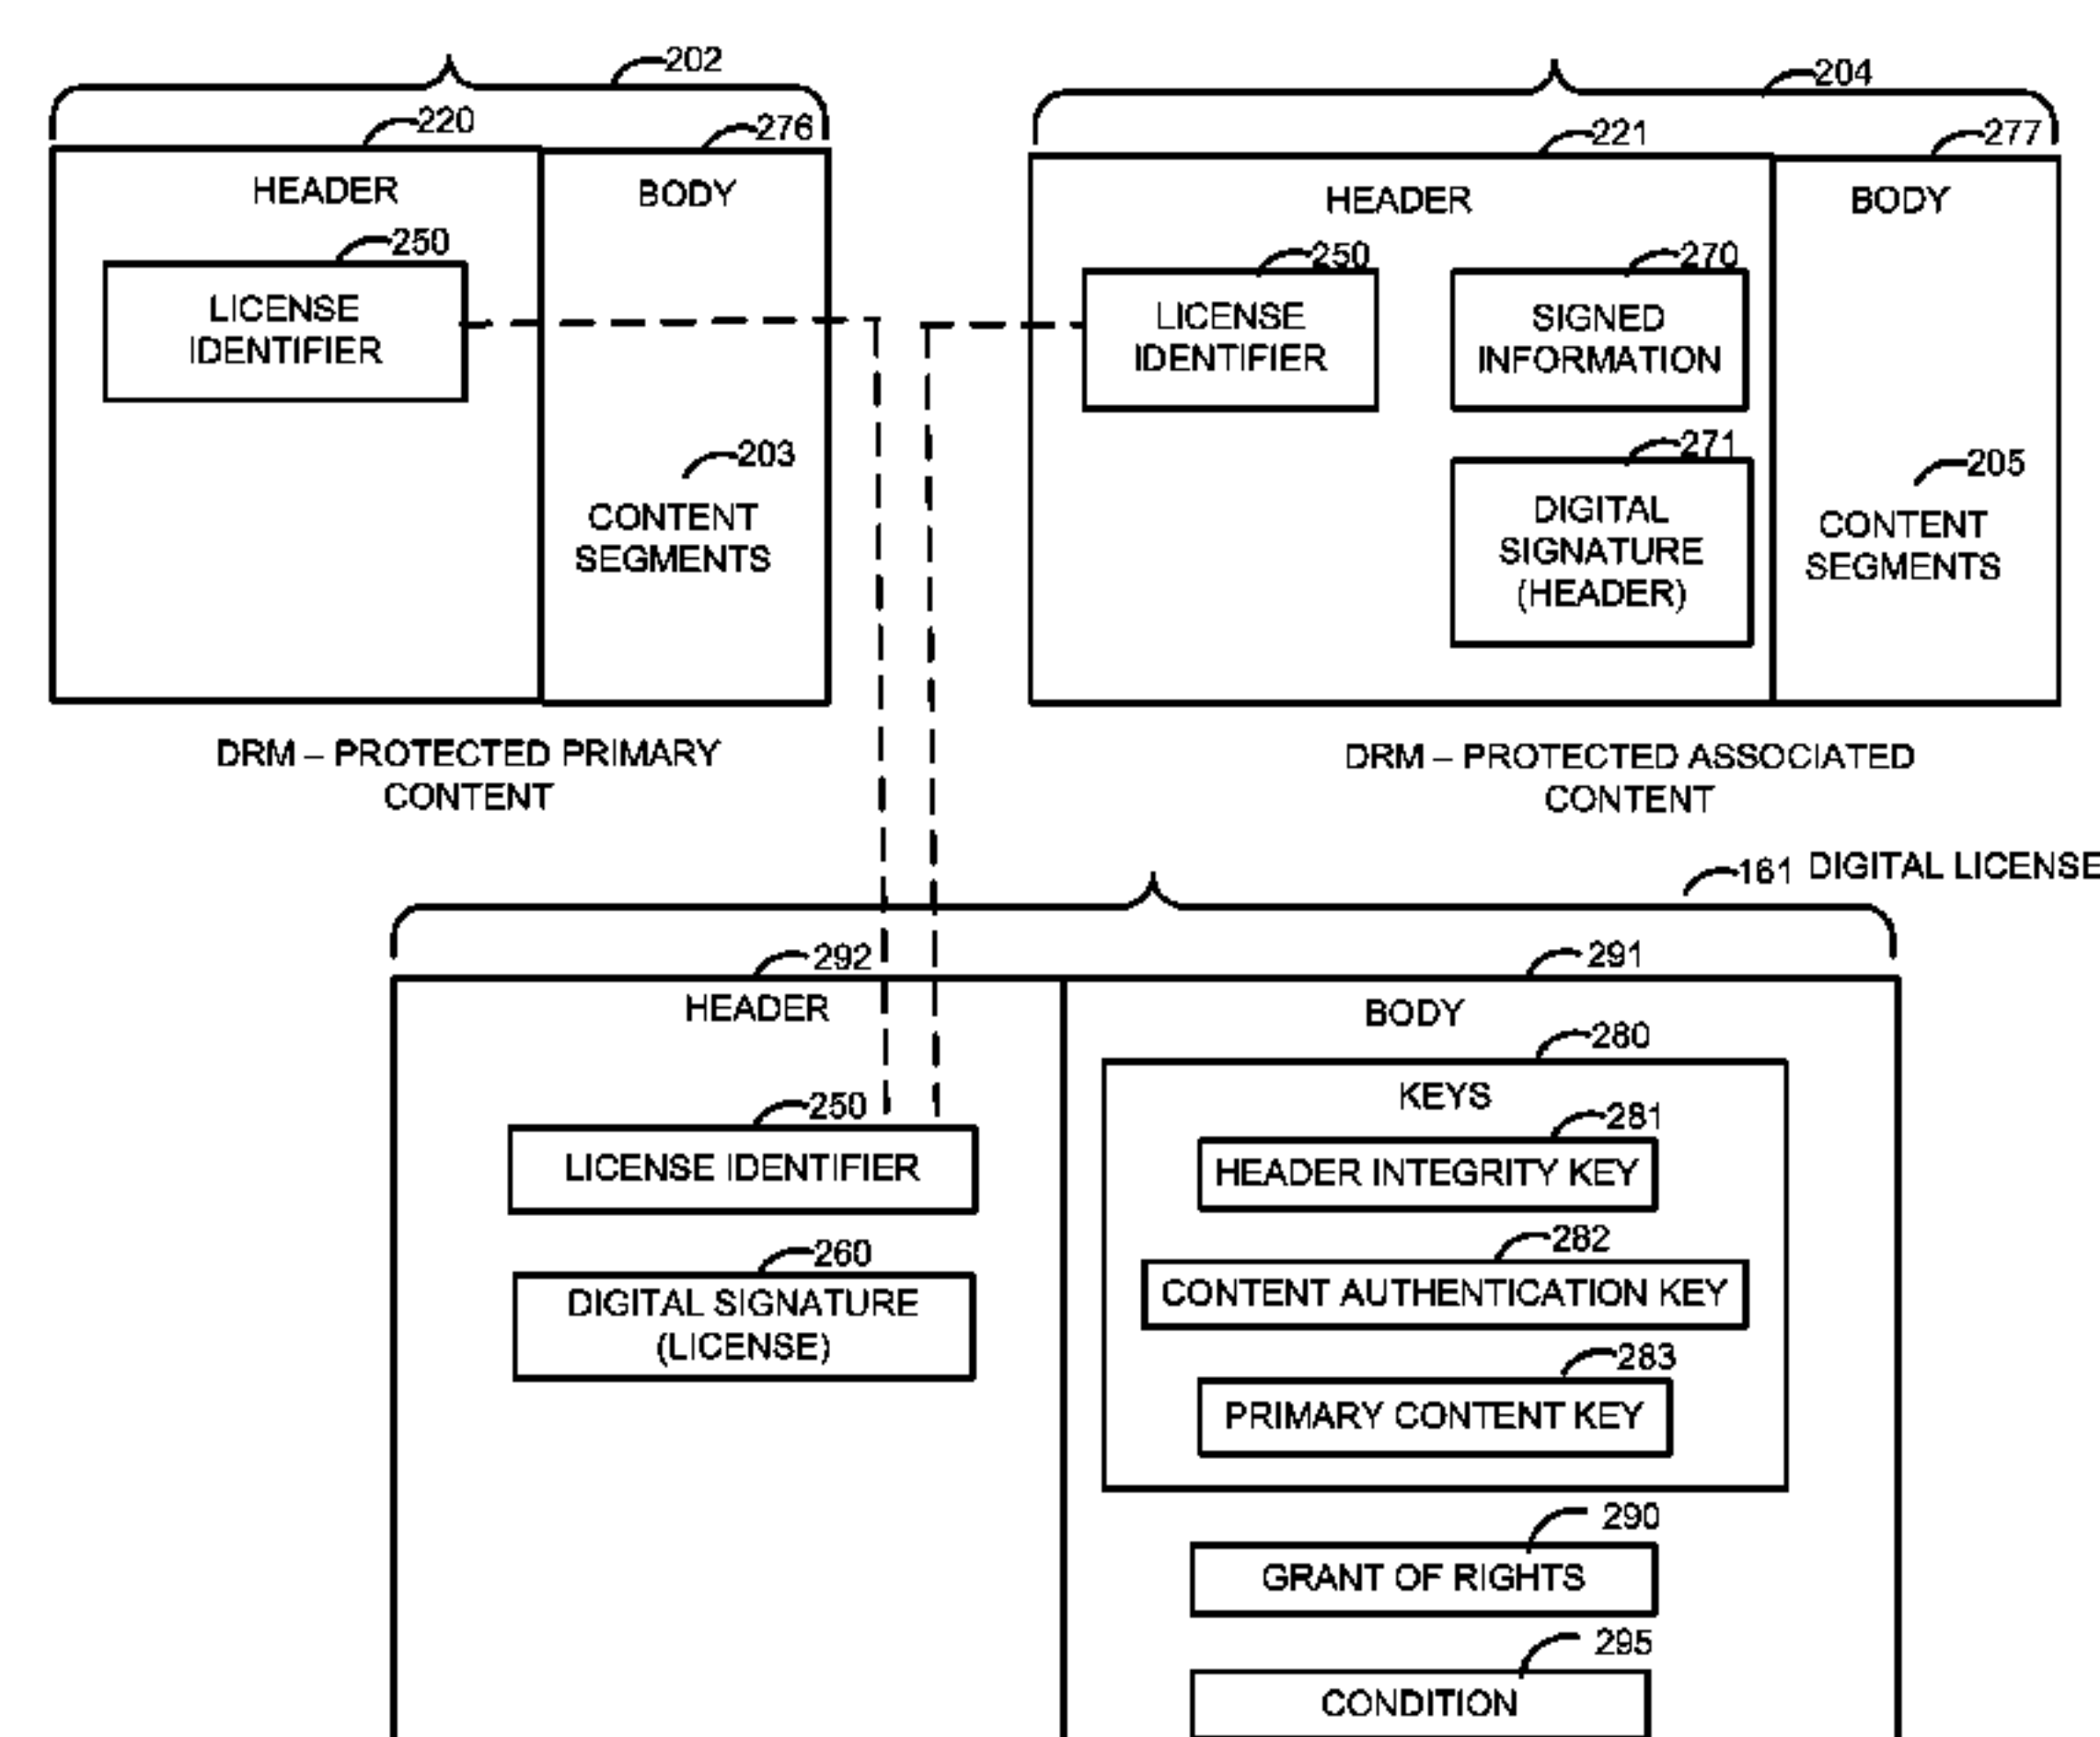 202
204
220
276
221
277
HEADER
BODY
HEADER
BODY
250
250
270
LICENSE
IDENTIFIER
LICENSE
IDENTIFIER
SIGNED
INFORMATION
203
271
205
CONTENT
SEGMENTS
DIGITAL
SIGNATURE
(HEADER)
CONTENT
SEGMENTS
DRM – PROTECTED PRIMARY
CONTENT
DRM – PROTECTED ASSOCIATED
CONTENT
161 DIGITAL LICENSE
292
291
HEADER
BODY
280
KEYS
250
281
LICENSE IDENTIFIER
HEADER INTEGRITY KEY
260
282
DIGITAL SIGNATURE
(LICENSE)
CONTENT AUTHENTICATION KEY
283
PRIMARY CONTENT KEY
290
GRANT OF RIGHTS
295
CONDITION